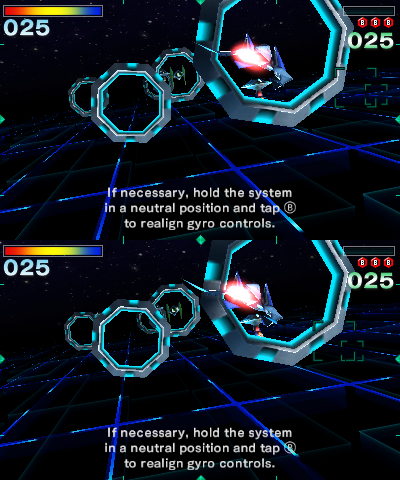 025
B B B
025
If necessary, hold the system
in a neutral position and tap Ⓑ
to realign gyro controls.
025
B B B
025
If necessary, hold the system
in a neutral position and tap Ⓑ
to realign gyro controls.